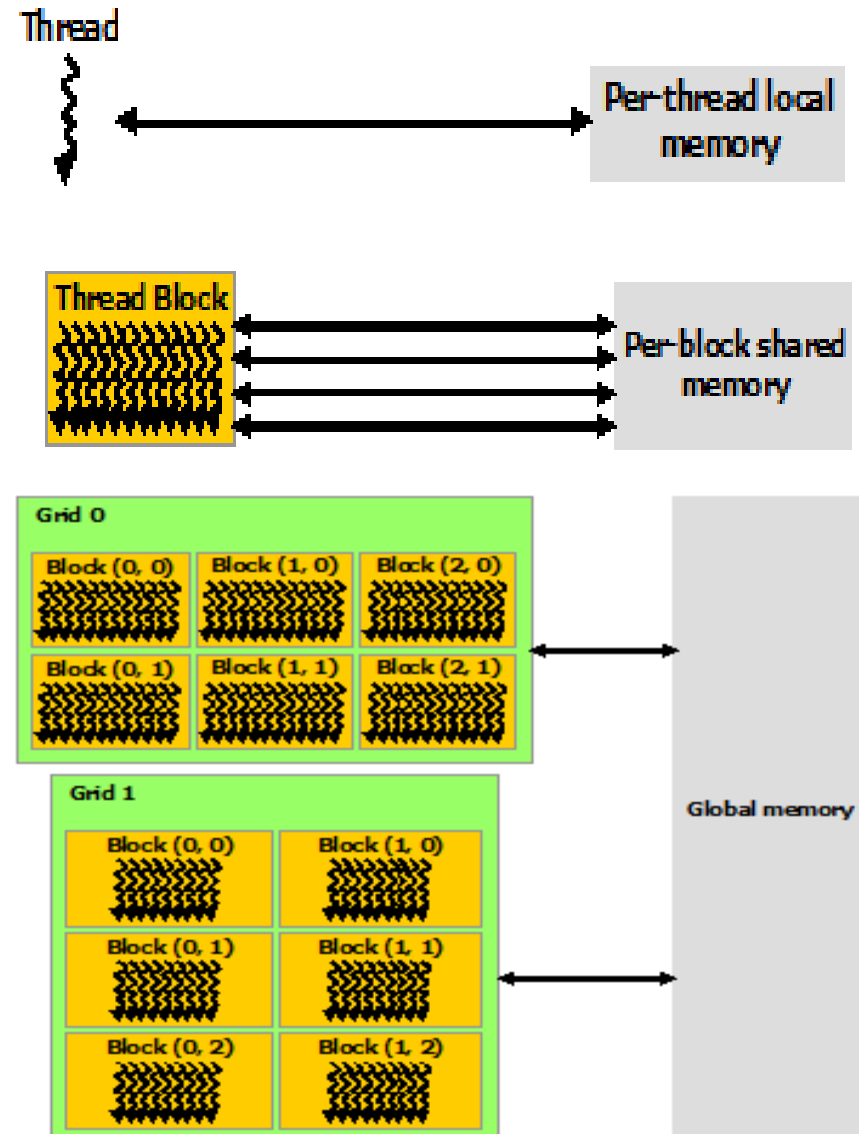 Thread
Per-thread local
memory
Thread Block
Per-block shared
memory
Grid 0
Block (0, 0)
Block (1, 0)
Block (2, 0)
Block (0, 1)
Block (1, 1)
Block (2, 1)
Global memory
Grid 1
Block (0, 0)
Block (1, 0)
Block (0, 1)
Block (1, 1)
Block (0, 2)
Block (1, 2)